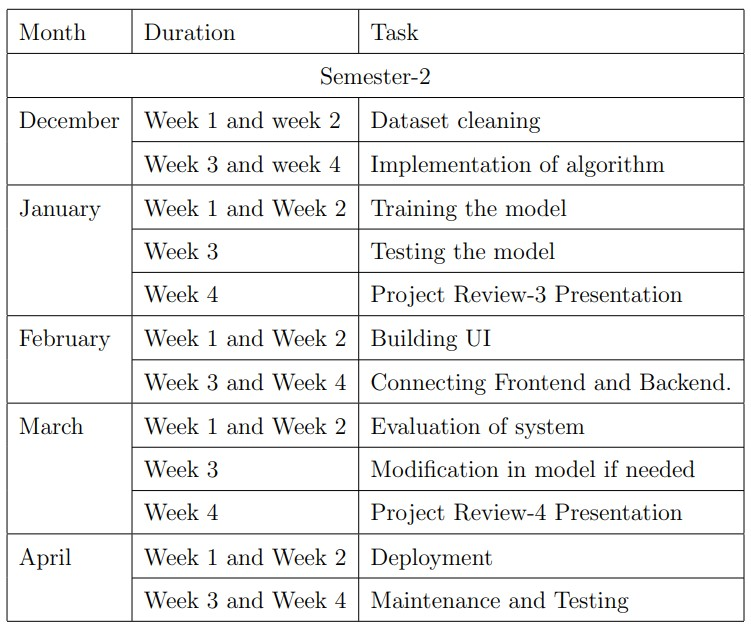 Month Duration Task
Semester-2
December Week 1 and week 2 Dataset cleaning
Week 3 and week 4 Implementation of algorithm
January Week 1 and Week 2 Training the model
Week 3 Testing the model
Week 4 Project Review-3 Presentation
February Week 1 and Week 2 Building UI
Week 3 and Week 4 Connecting Frontend and Backend.
March Week 1 and Week 2 Evaluation of system
Week 3 Modification in model if needed
Week 4 Project Review-4 Presentation
April Week 1 and Week 2 Deployment
Week 3 and Week 4 Maintenance and Testing